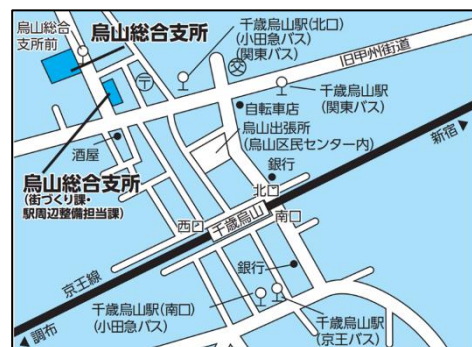 烏山総合
支所前
烏山総合支所
千歳烏山駅(北口)
(小田急バス)
(関東バス)
〒
交
旧甲州街道
千歳烏山駅
(関東バス)
自転車店
烏山出張所
(烏山区民センター内)
新宿
酒屋
銀行
烏山総合支所
(街づくり課・
駅周辺整備担当課)
北口
西口
千歳烏山
南口
京王線
銀行
千歳烏山駅(南口)
(小田急バス)
千歳烏山駅
(京王バス)
調布